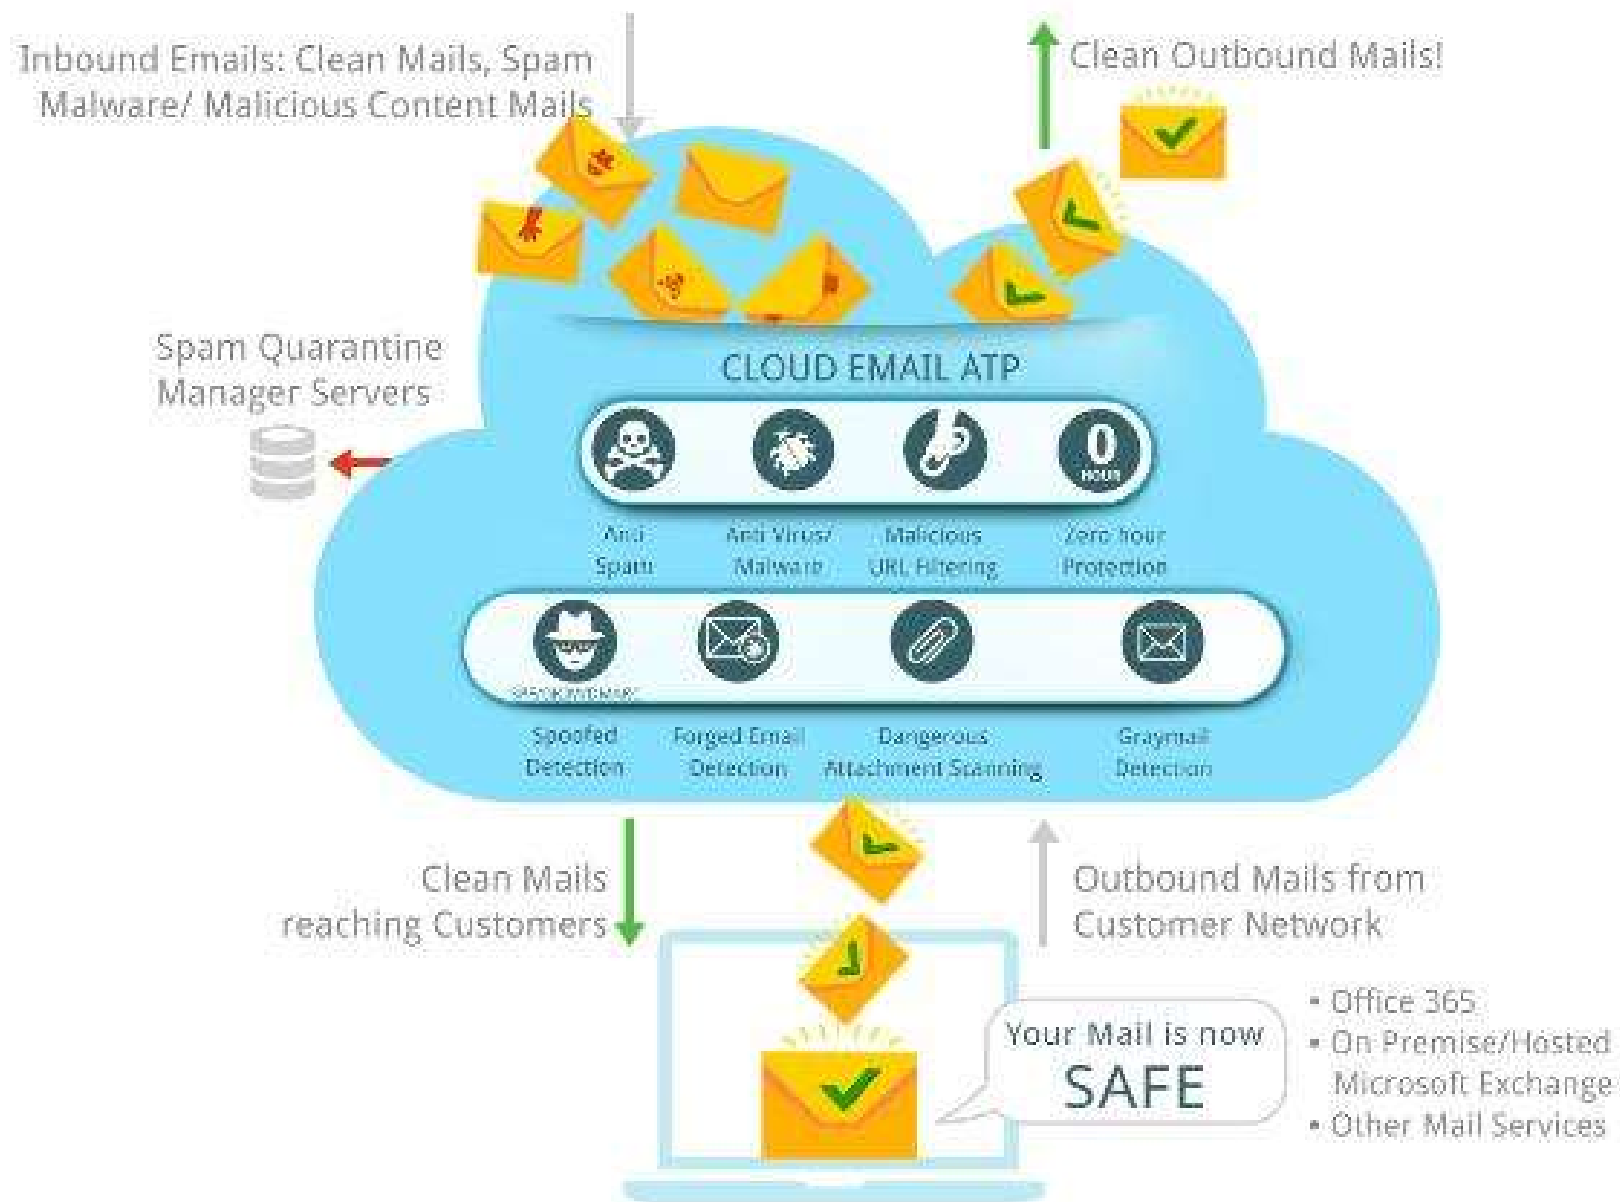 Inbound Emails: Clean Mails, Spam
Malware/ Malicious Content Mails
Clean Outbound Mails!
Spam Quarantine
Manager Servers
CLOUD EMAIL ATP
0
HOUR
Anti
Spam
Anti Virus/
Malware
Malicious
URL Filtering
Zero hour
Protection
Spoofed
Detection
Forged Email
Detection
Dangerous
Attachment Scanning
Graymail
Detection
Clean Mails
reaching Customers
Outbound Mails from
Customer Network
Your Mail is now
SAFE
• Office 365
• On Premise/Hosted
Microsoft Exchange
• Other Mail Services